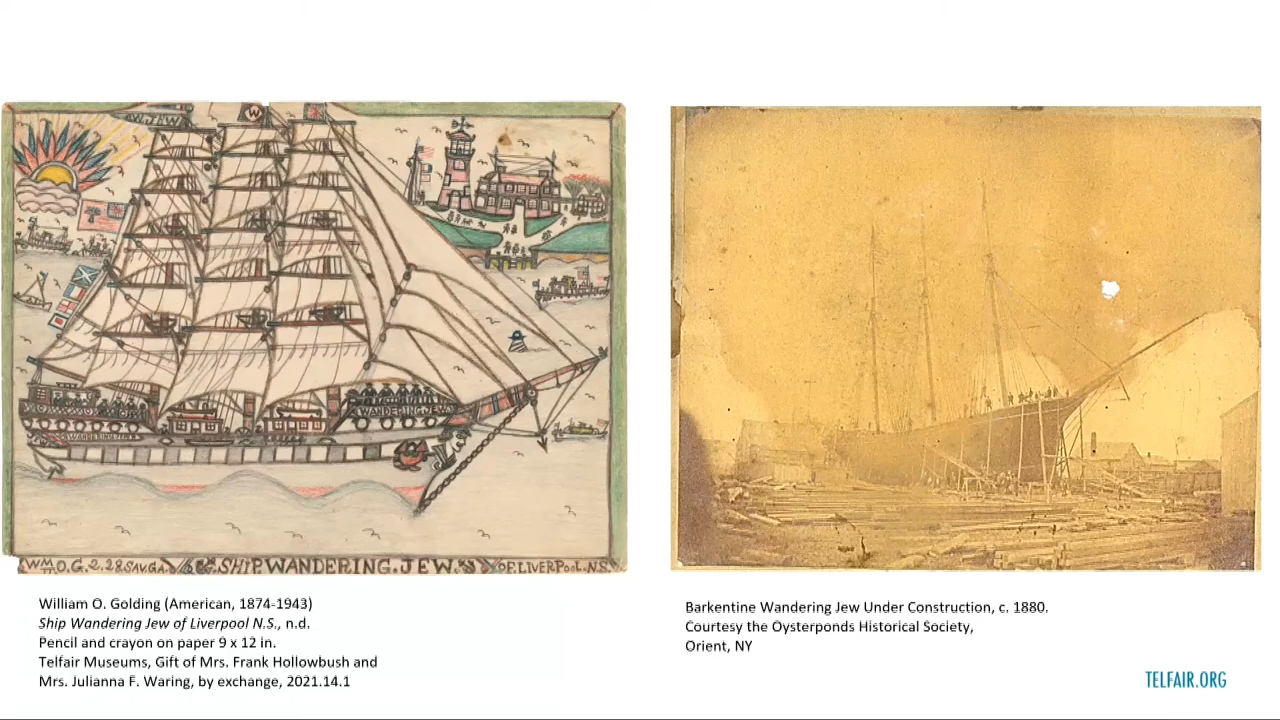 W. JEW
W
WANDERING.JEW
WANDERING JEW
WM O.G. 2.28 SAV.GA. SHIP. WANDERING. JEW. OF. LIVERPOOL. N.S.
William O. Golding (American, 1874-1943)
Ship Wandering Jew of Liverpool N.S., n.d.
Pencil and crayon on paper 9 x 12 in.
Telfair Museums, Gift of Mrs. Frank Hollowbush and
Mrs. Julianna F. Waring, by exchange, 2021.14.1
Barkentine Wandering Jew Under Construction, c. 1880.
Courtesy the Oysterponds Historical Society,
Orient, NY
TELFAIR.ORG